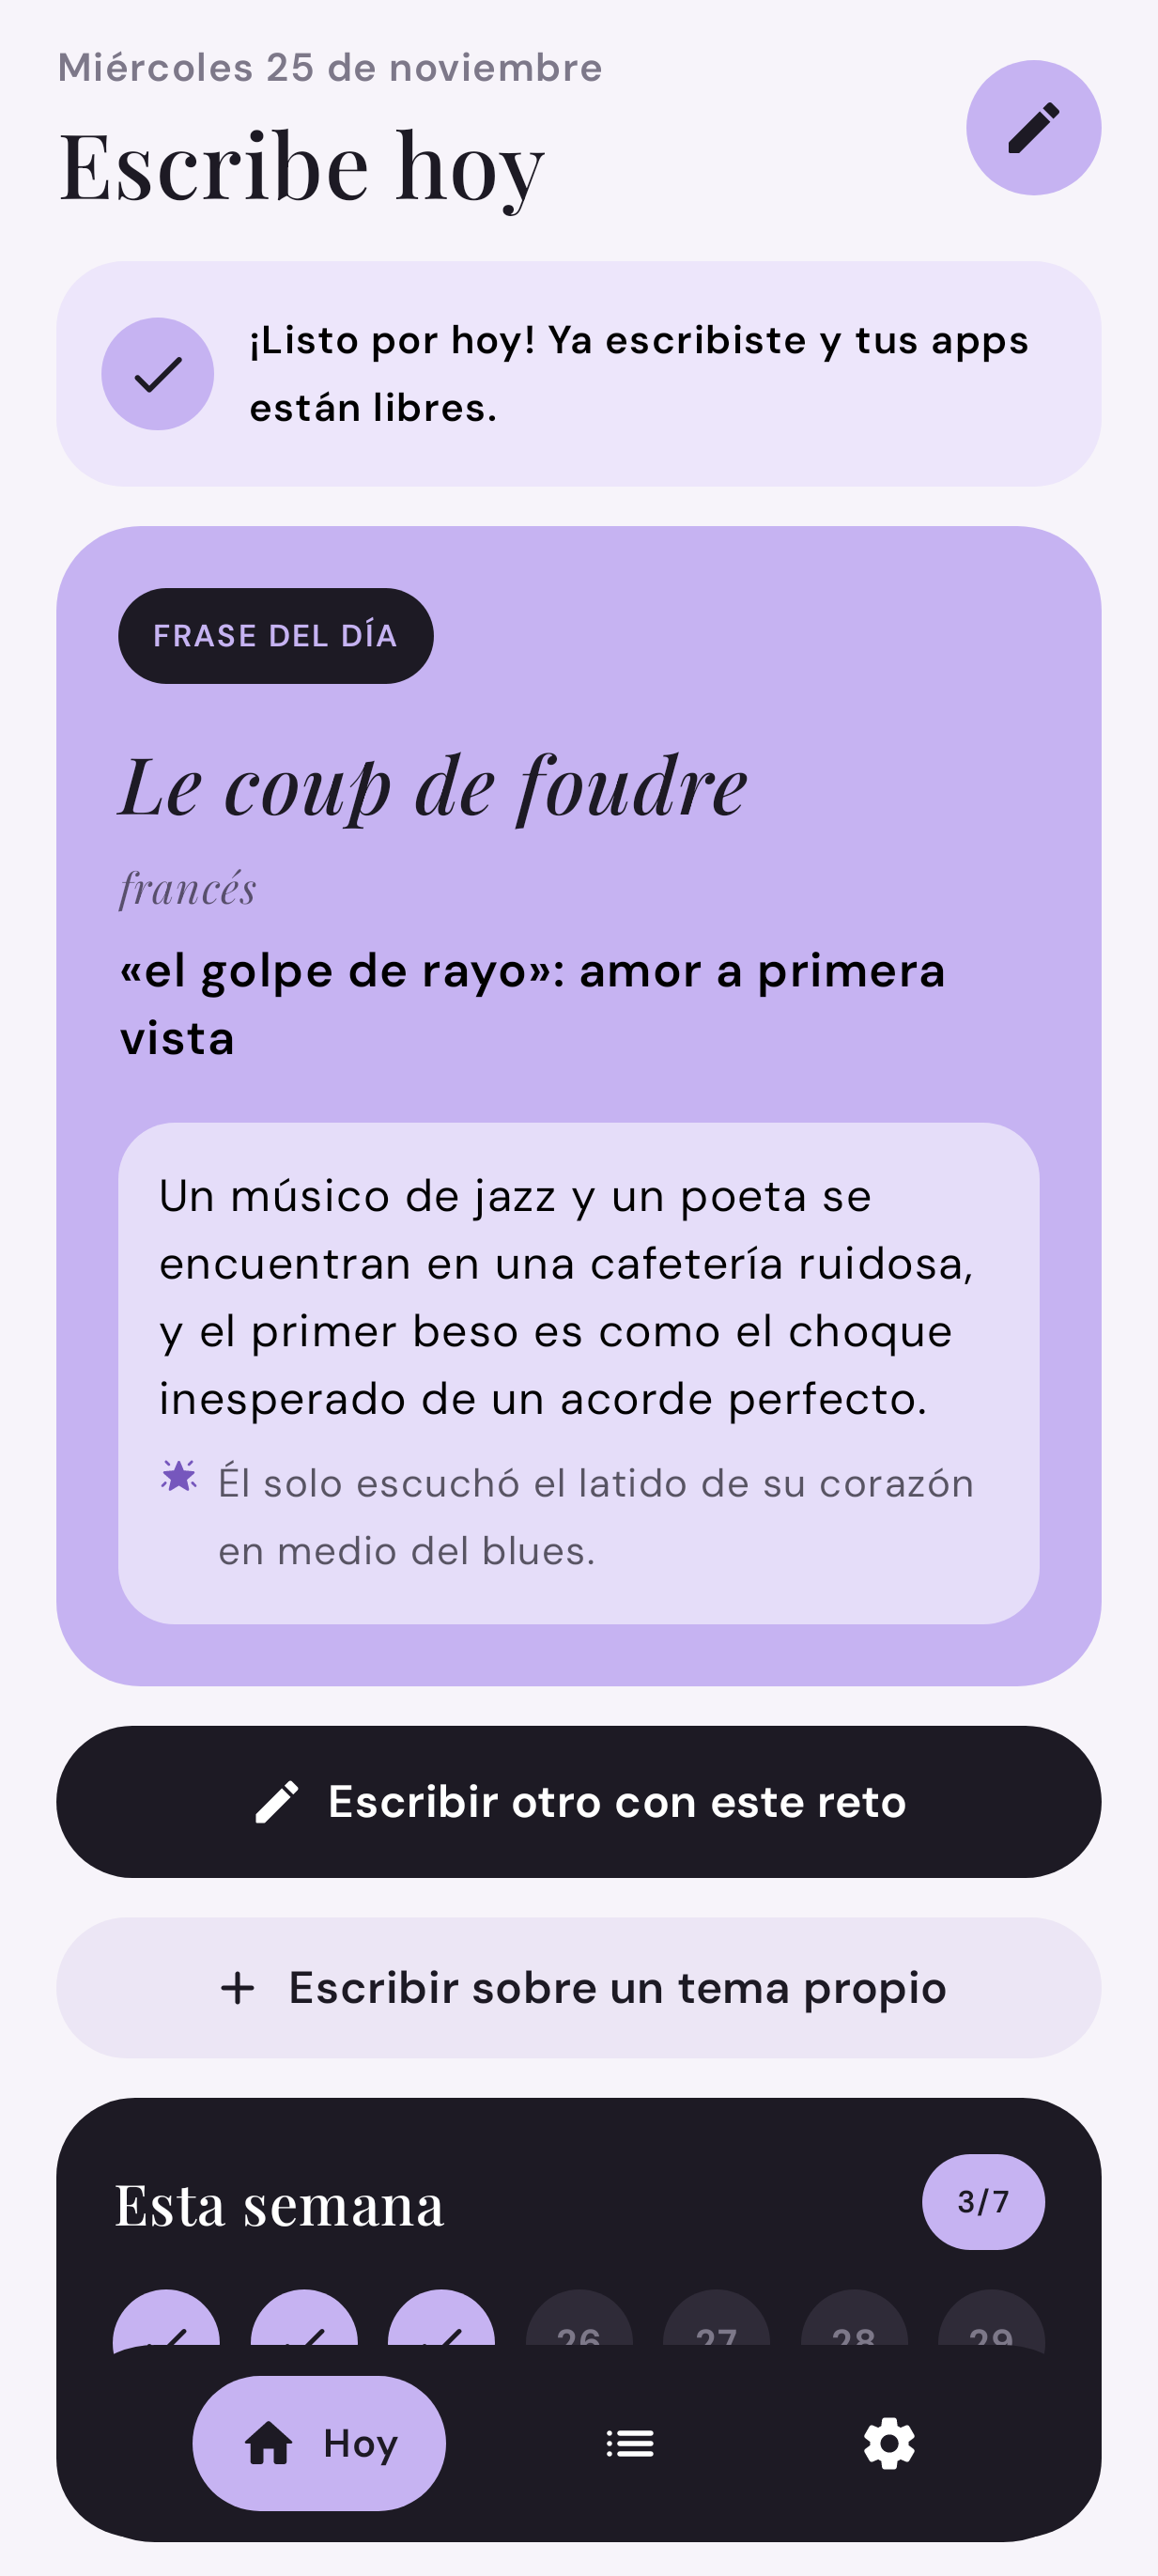 Miércoles 25 de noviembre
Escribe hoy
¡Listo por hoy! Ya escribiste y tus apps
están libres.
FRASE DEL DÍA
Le coup de foudre
francés
«el golpe de rayo»: amor a primera
vista
Un músico de jazz y un poeta se
encuentran en una cafetería ruidosa,
y el primer beso es como el choque
inesperado de un acorde perfecto.
Él solo escuchó el latido de su corazón
en medio del blues.
Escribir otro con este reto
Escribir sobre un tema propio
Esta semana
3/7
26 27 28 29
Hoy